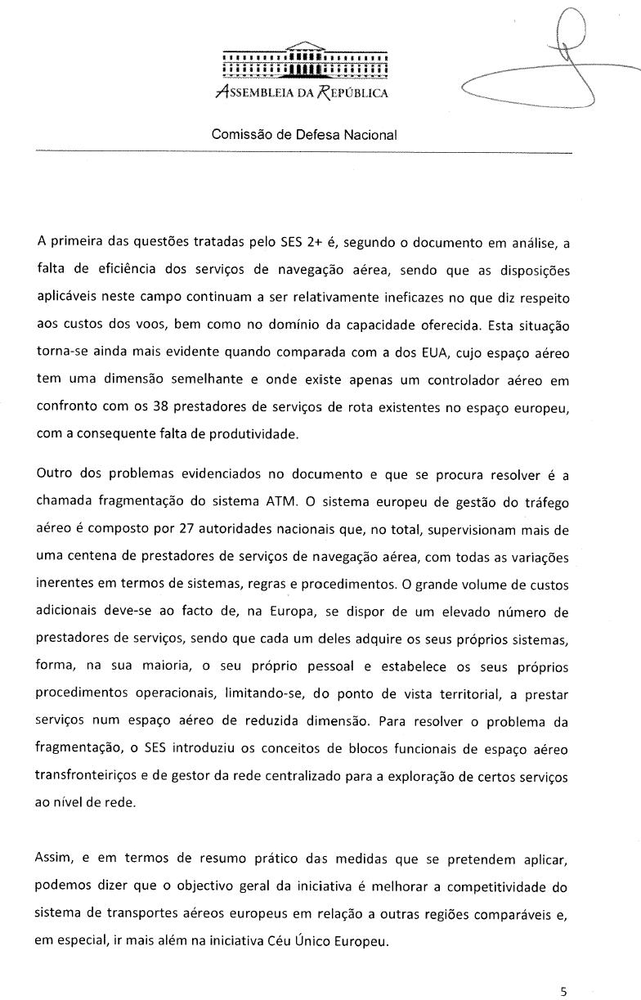 ASSEMBLEIA DA REPÚBLICA
Comissão de Defesa Nacional
A primeira das questões tratadas pelo SES 2+ é, segundo o documento em análise, a
falta de eficiência dos serviços de navegação aérea, sendo que as disposições
aplicáveis neste campo continuam a ser relativamente ineficazes no que diz respeito
aos custos dos voos, bem como no domínio da capacidade oferecida. Esta situação
torna-se ainda mais evidente quando comparada com a dos EUA, cujo espaço aéreo
tem uma dimensão semelhante e onde existe apenas um controlador aéreo em
confronto com os 38 prestadores de serviços de rota existentes no espaço europeu,
com a consequente falta de produtividade.
Outro dos problemas evidenciados no documento e que se procura resolver é a
chamada fragmentação do sistema ATM. O sistema europeu de gestão do tráfego
aéreo é composto por 27 autoridades nacionais que, no total, supervisionam mais de
uma centena de prestadores de serviços de navegação aérea, com todas as variações
inerentes em termos de sistemas, regras e procedimentos. O grande volume de custos
adicionais deve-se ao facto de, na Europa, se dispor de um elevado número de
prestadores de serviços, sendo que cada um deles adquire os seus próprios sistemas,
forma, na sua maioria, o seu próprio pessoal e estabelece os seus próprios
procedimentos operacionais, limitando-se, do ponto de vista territorial, a prestar
serviços num espaço aéreo de reduzida dimensão. Para resolver o problema da
fragmentação, o SES introduziu os conceitos de blocos funcionais de espaço aéreo
transfronteiriços e de gestor da rede centralizado para a exploração de certos serviços
ao nível de rede.
Assim, e em termos de resumo prático das medidas que se pretendem aplicar,
podemos dizer que o objectivo geral da iniciativa é melhorar a competitividade do
sistema de transportes aéreos europeus em relação a outras regiões comparáveis e,
em especial, ir mais além na iniciativa Céu Único Europeu.
5